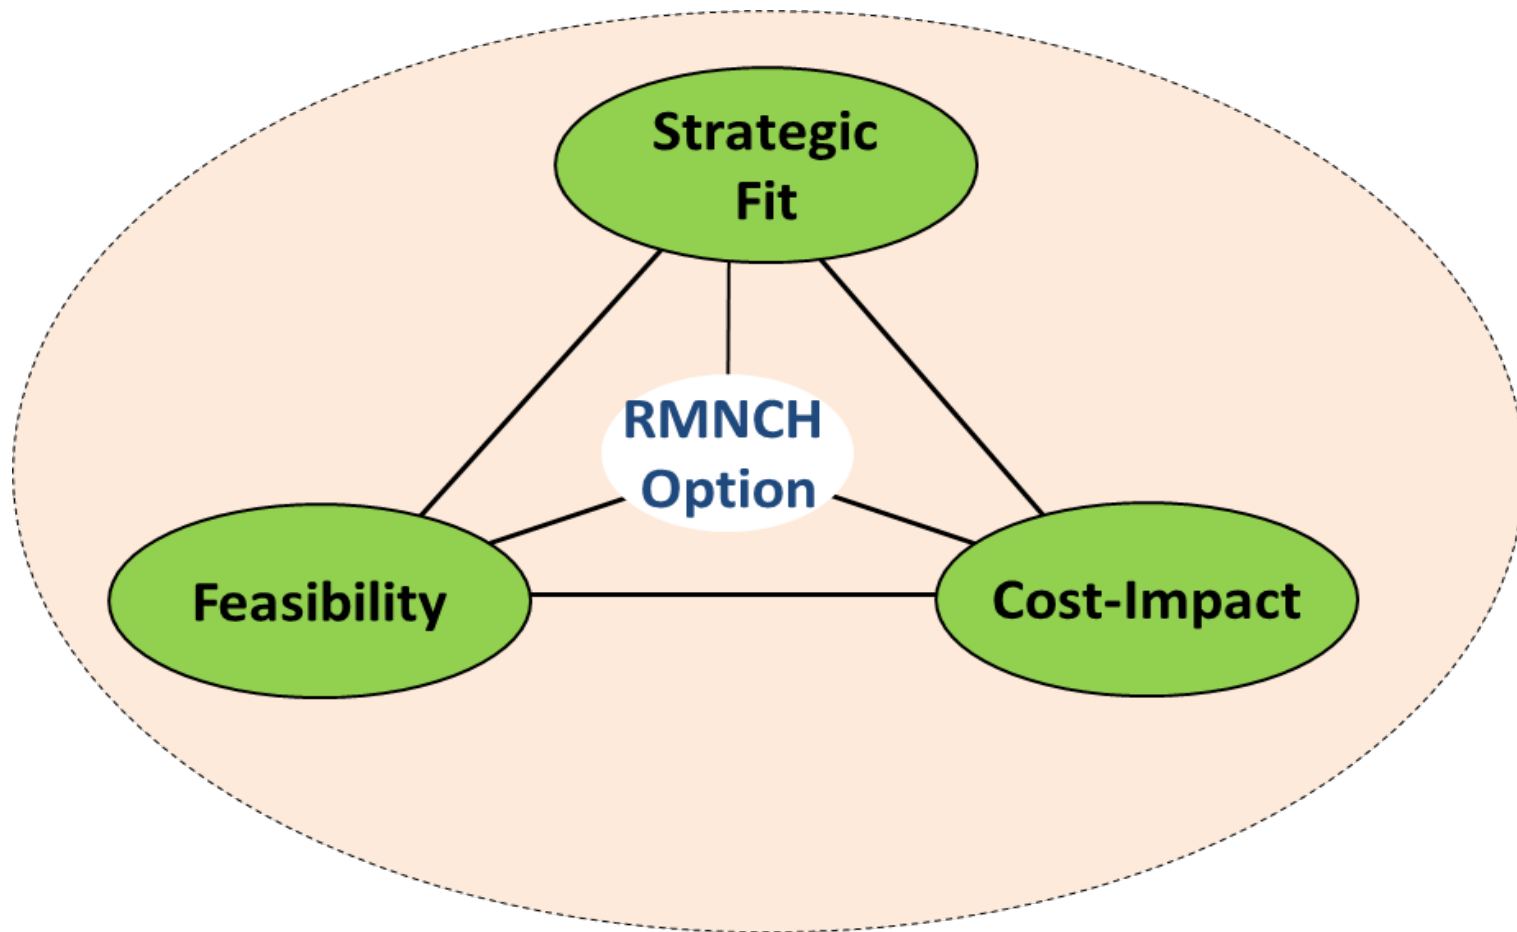 Strategic
Fit
RMNCH
Option
Feasibility
Cost-Impact